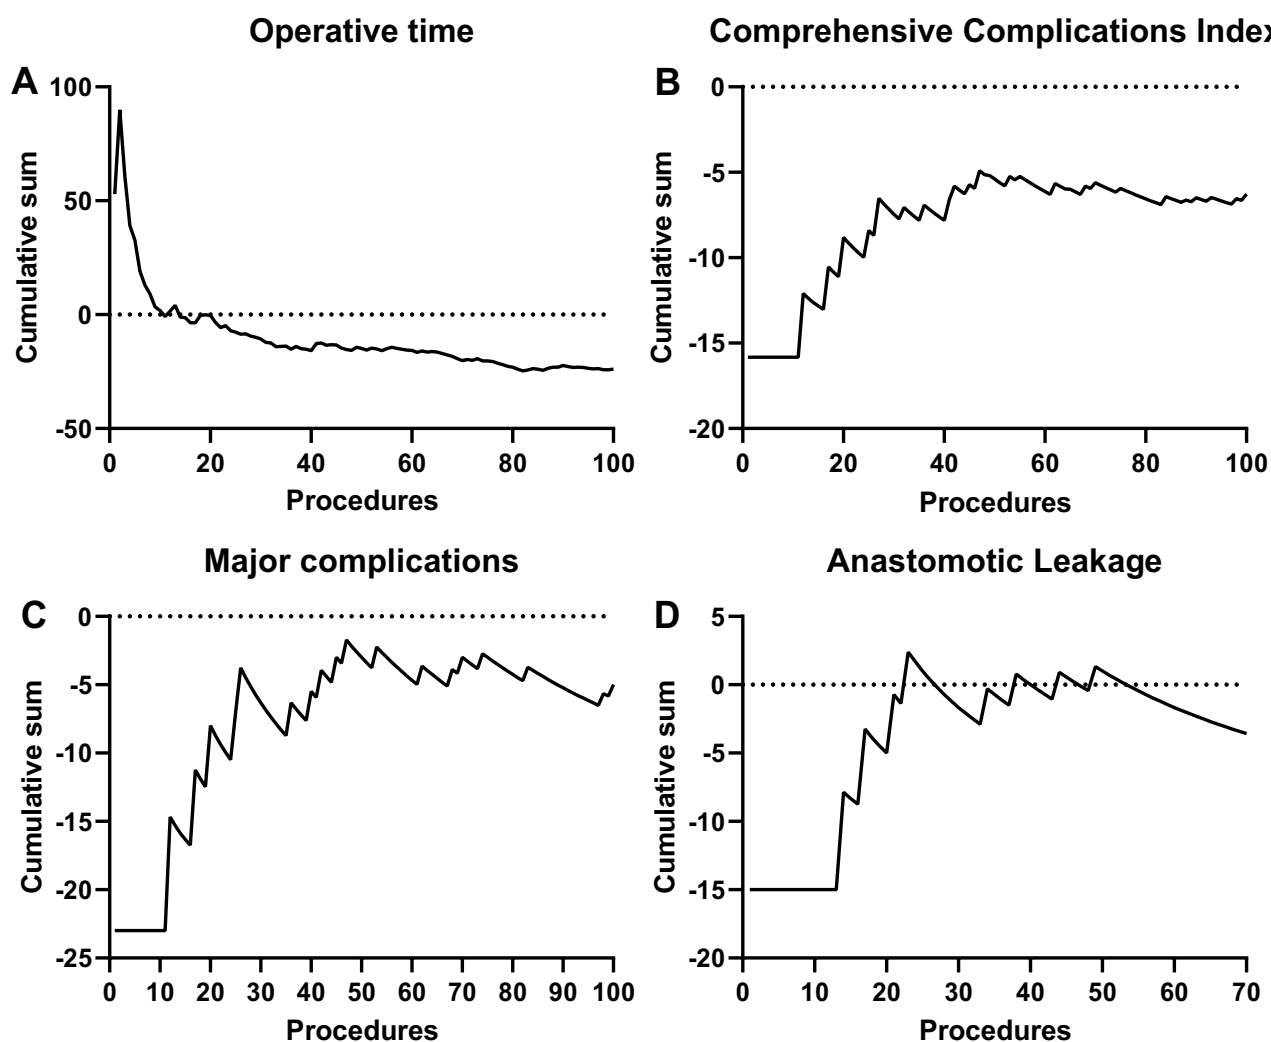 Operative time
A
100
50
0
-50
Cumulative sum
0 20 40 60 80 100
Procedures
Comprehensive Complications Index
B
0
-5
-10
-15
-20
Cumulative sum
0 20 40 60 80 100
Procedures
Major complications
C
0
-5
-10
-15
-20
-25
Cumulative sum
0 10 20 30 40 50 60 70 80 90 100
Procedures
Anastomotic Leakage
D
5
0
-5
-10
-15
-20
Cumulative sum
0 10 20 30 40 50 60 70
Procedures